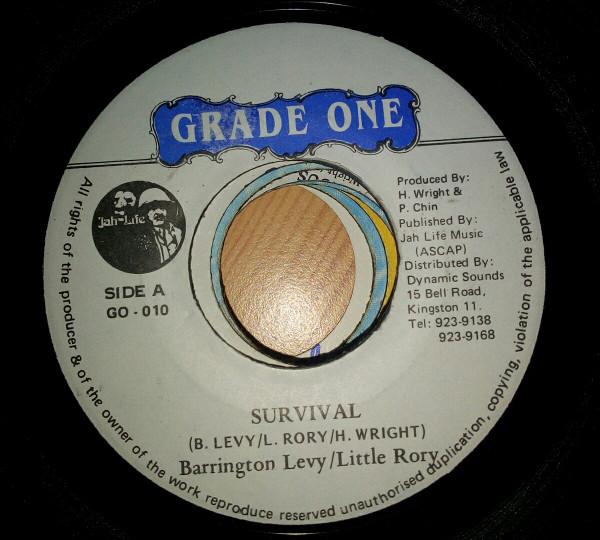 GRADE ONE
Jah-Life
SIDE A
GO - 010
Produced By:
H. Wright &
P. Chin
Published By:
Jah Life Music
(ASCAP)
Distributed By:
Dynamic Sounds
15 Bell Road,
Kingston 11.
Tel: 923-9138
923-9168
SURVIVAL
(B. LEVY/L. RORY/H. WRIGHT)
Barrington Levy/Little Rory
All rights of the producer & of the owner of the work reproduce reserved unauthorised duplication, copying, violation of the applicable law